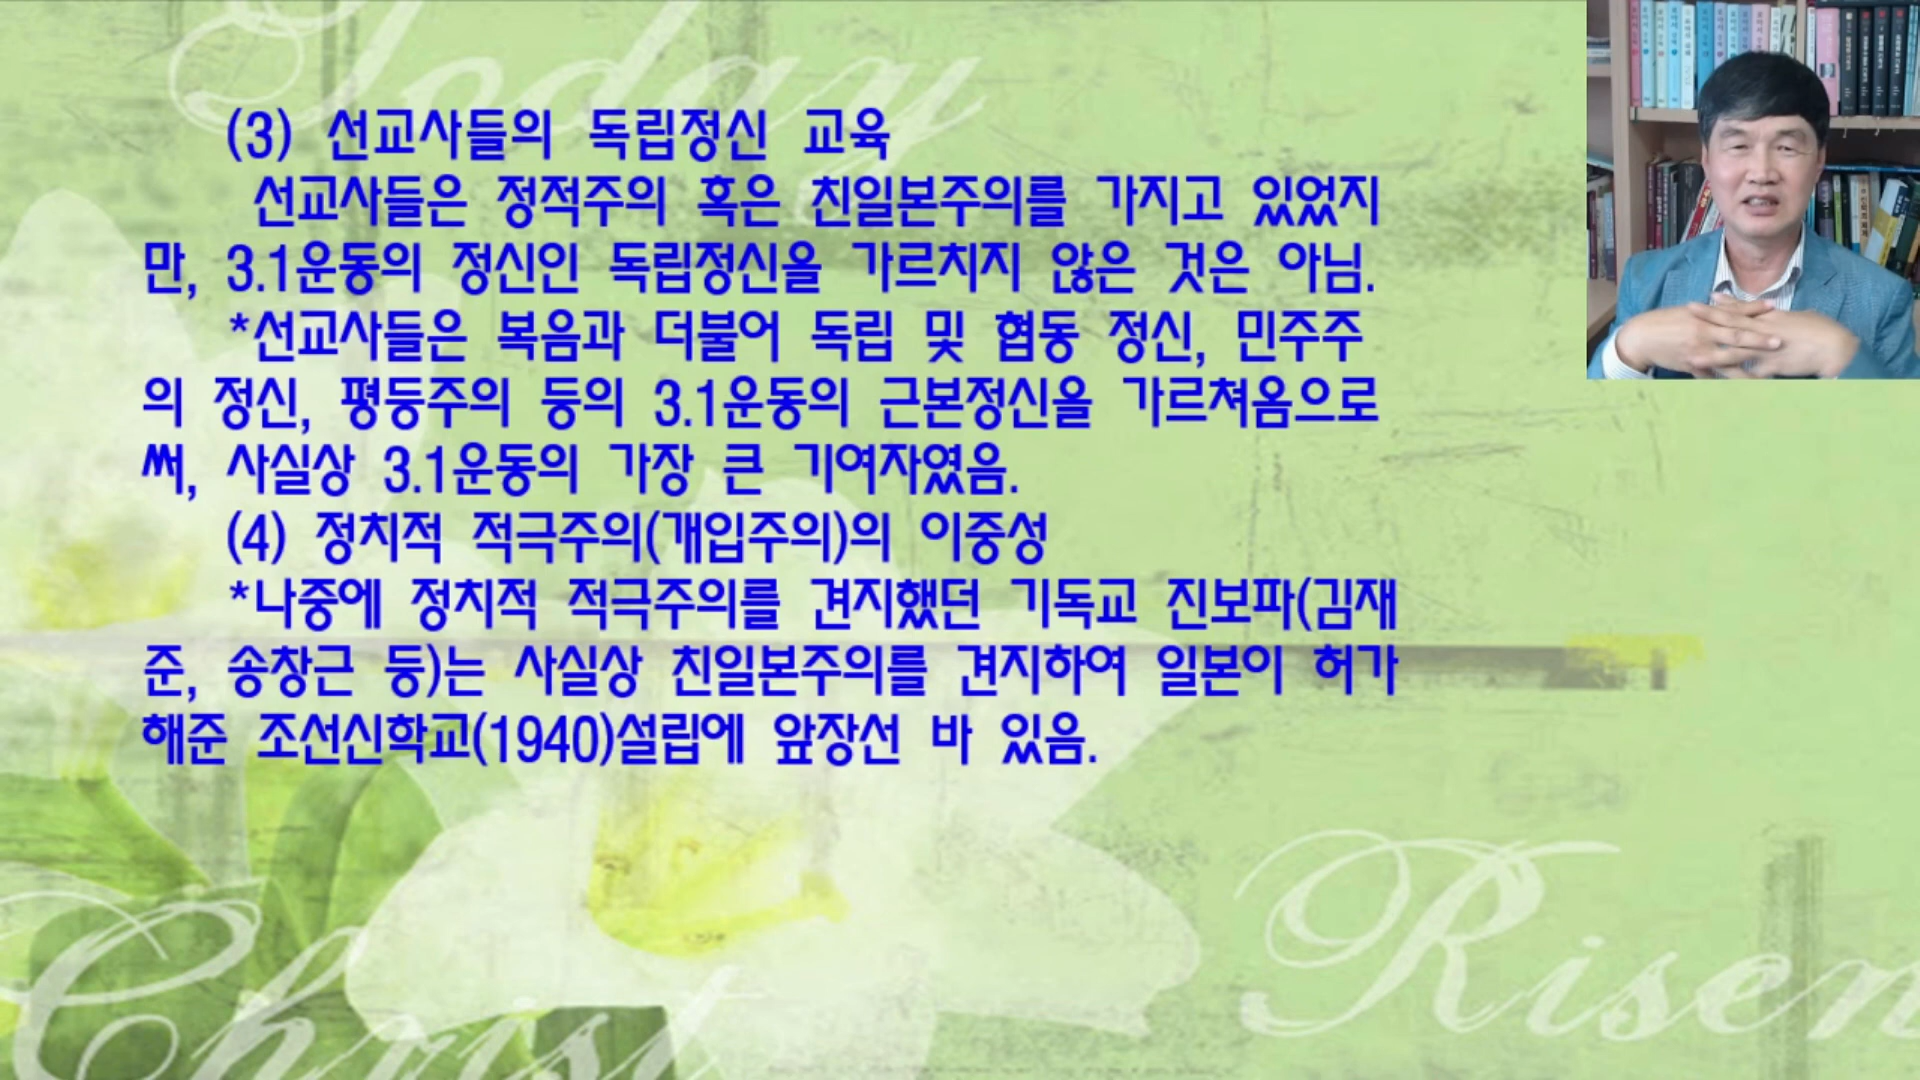 Today
(3) 선교사들의 독립정신 교육
선교사들은 정적주의 혹은 친일본주의를 가지고 있었지
만, 3.1운동의 정신인 독립정신을 가르치지 않은 것은 아님.
*선교사들은 복음과 더불어 독립 및 협동 정신, 민주주
의 정신, 평등주의 등의 3.1운동의 근본정신을 가르쳐옴으로
써, 사실상 3.1운동의 가장 큰 기여자였음.
(4) 정치적 적극주의(개입주의)의 이중성
*나중에 정치적 적극주의를 견지했던 기독교 진보파(김재
준, 송창근 등)는 사실상 친일본주의를 견지하여 일본이 허가
해준 조선신학교(1940)설립에 앞장선 바 있음.
Christ
Risen